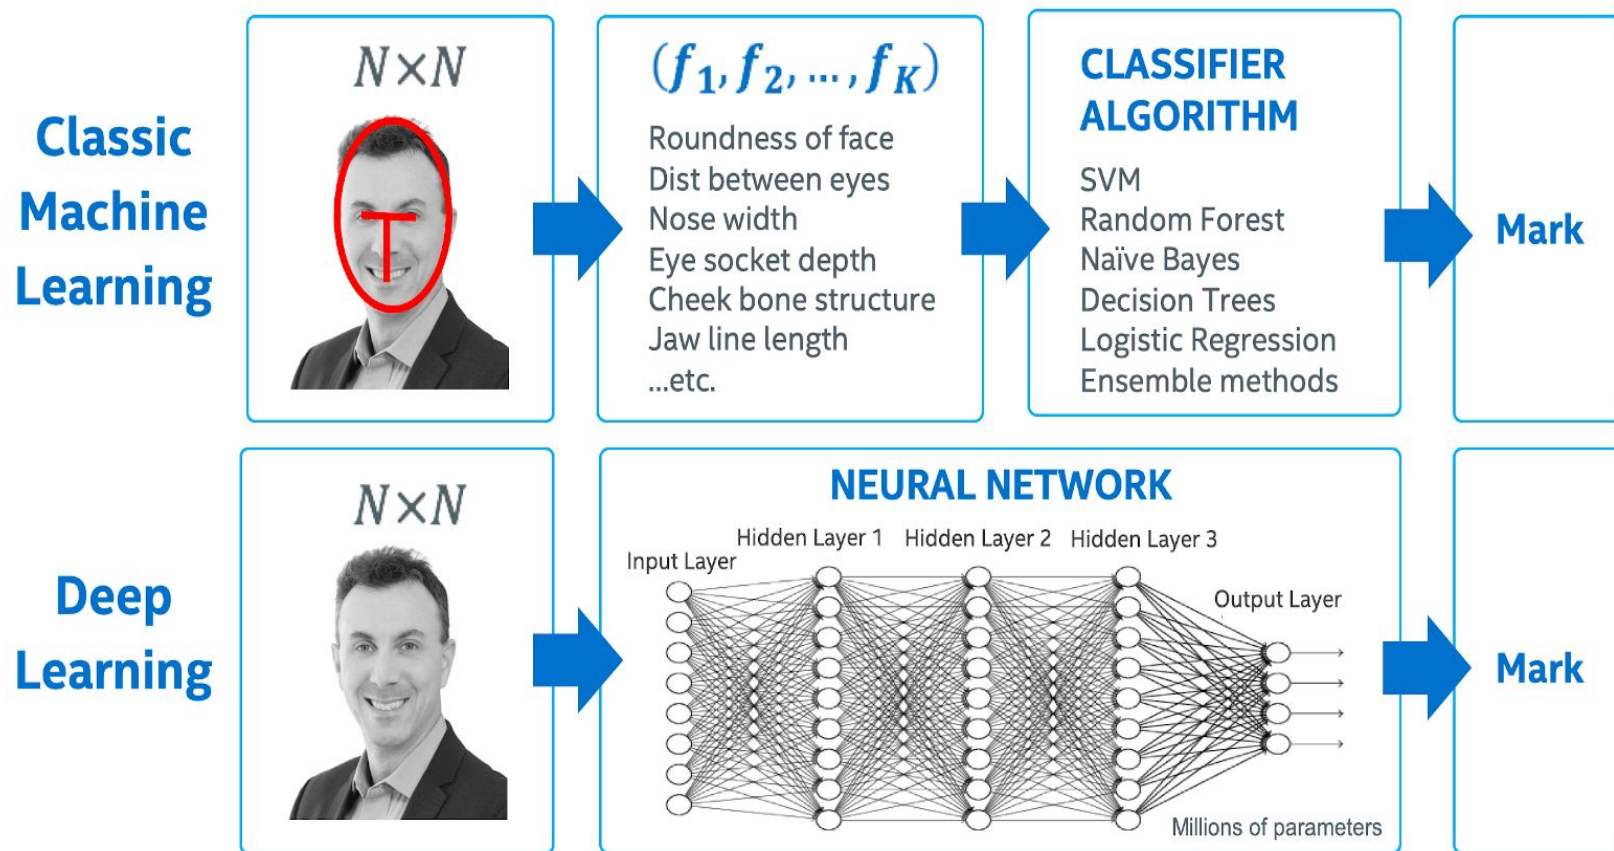 Classic
Machine
Learning
N×N
(f1, f2, ..., fK)
Roundness of face
Dist between eyes
Nose width
Eye socket depth
Cheek bone structure
Jaw line length
...etc.
CLASSIFIER
ALGORITHM
SVM
Random Forest
Naïve Bayes
Decision Trees
Logistic Regression
Ensemble methods
Mark
Deep
Learning
N×N
NEURAL NETWORK
Input Layer
Hidden Layer 1
Hidden Layer 2
Hidden Layer 3
Output Layer
Millions of parameters
Mark